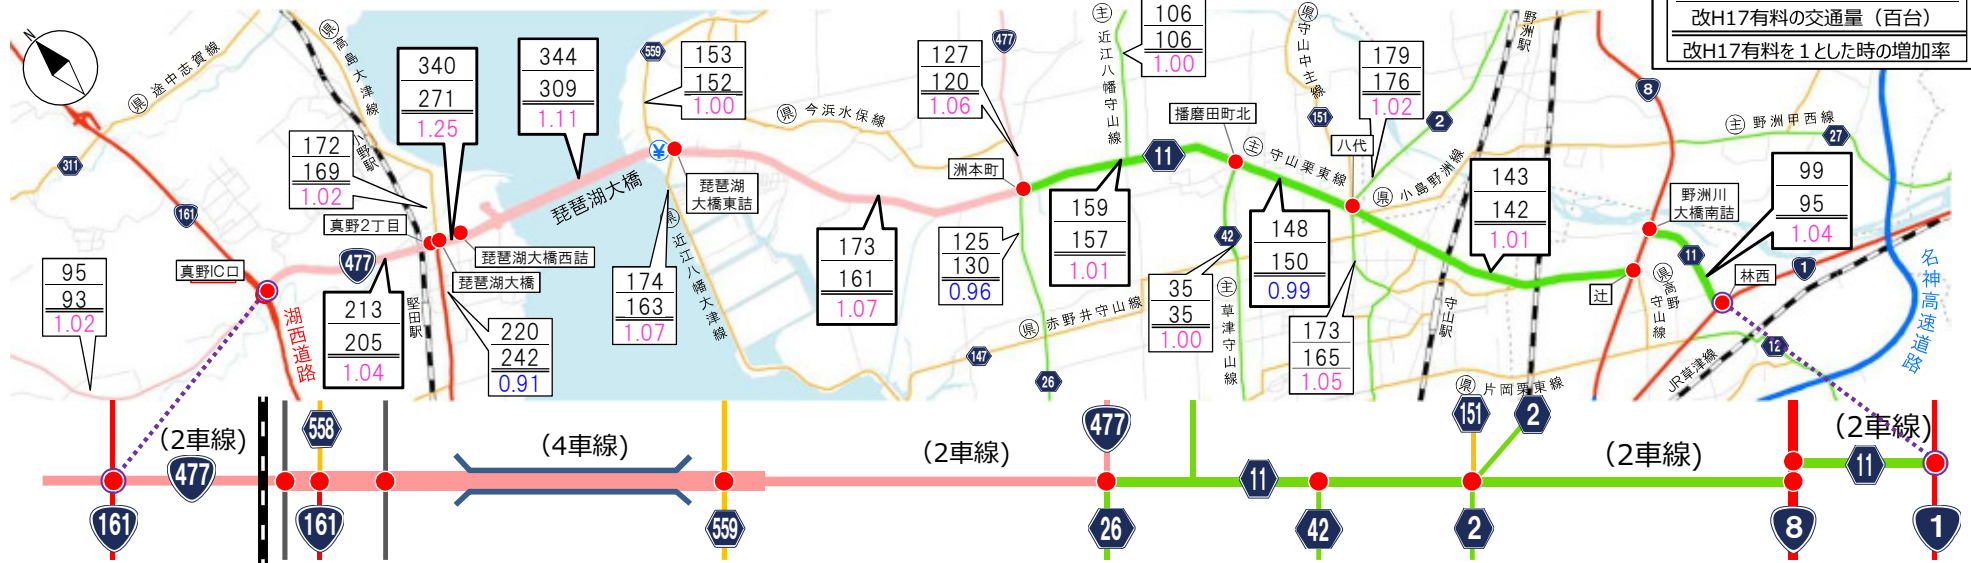 改H17有料の交通量（百台）
改H17有料を１とした時の増加率
N
県 途中志賀線
県 高島大津線
小野駅
311
161
340
271
1.25
344
309
1.11
559
153
152
1.00
172
169
1.02
真野2丁目
琵琶湖大橋西詰
琵琶湖大橋
琵琶湖大橋
¥
琵琶湖
大橋東詰
県 今浜水保線
127
120
1.06
477
主 近江八幡守山線
106
106
1.00
県 守山中主線
151
179
176
1.02
野洲駅
2
8
主 野洲甲西線
27
播磨田町北
八代
洲本町
11
主 守山栗東線
県 小島野洲線
野洲川
大橋南詰
99
95
1.04
名神高速道路
95
93
1.02
真野IC口
湖西道路
477
213
205
1.04
堅田駅
220
242
0.91
174
163
1.07
県 近江八幡大津線
173
161
1.07
125
130
0.96
159
157
1.01
42
148
150
0.99
143
142
1.01
11
林西
1
辻
県 高野守山線
県 赤野井守山線
147
26
35
35
1.00
主 草津守山線
173
165
1.05
守山駅
県 片岡栗東線
JR草津線
12
(2車線)
477
558
(4車線)
(2車線)
477
151
2
(2車線)
(2車線)
11
11
161
161
559
26
42
2
8
1